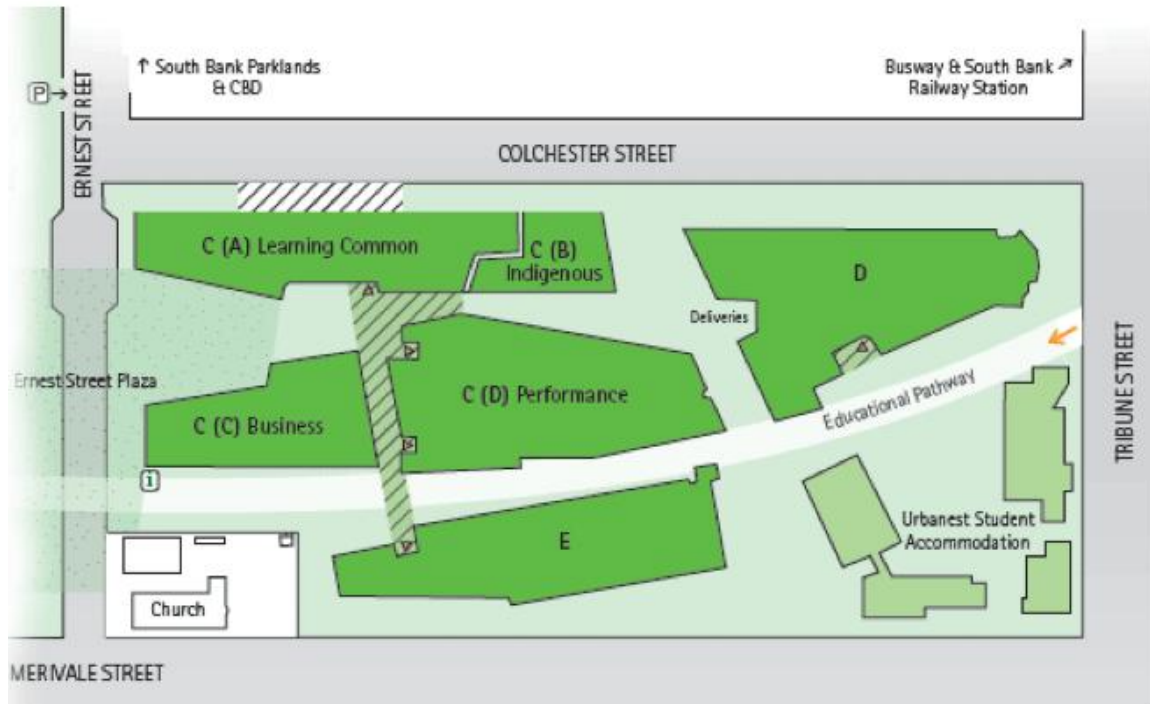 ↑ South Bank Parklands
& CBD
Busway & South Bank ↗
Railway Station
P →
ERNEST STREET
COLCHESTER STREET
C (A) Learning Common
C (B)
Indigenous
D
Deliveries
Ernest Street Plaza
C (D) Performance
C (C) Business
Educational Pathway
TRIBUNE STREET
i
E
Urbanest Student
Accommodation
Church
MERIVALE STREET